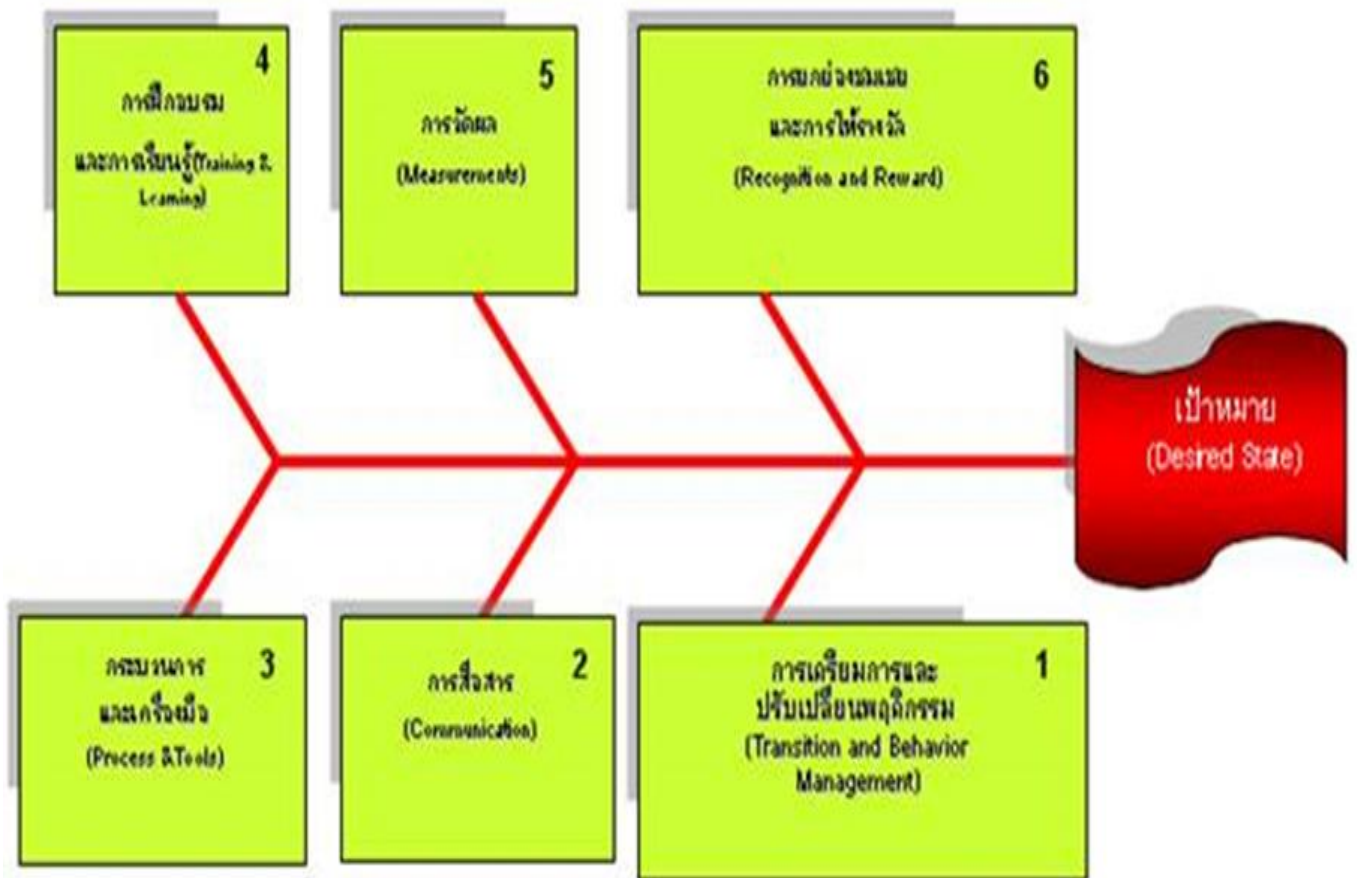 4
การฝึกอบรม
และการเรียนรู้(Training &
Learning)
5
การวัดผล
(Measurements)
6
การยกย่องชมเชย
และการให้รางวัล
(Recognition and Reward)
เป้าหมาย
(Desired State)
3
กระบวนการ
และเครื่องมือ
(Process &Tools)
2
การสื่อสาร
(Communication)
1
การเตรียมการและ
ปรับเปลี่ยนพฤติกรรม
(Transition and Behavior
Management)